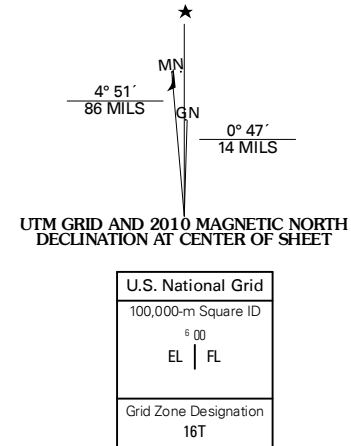 ★
MN
4° 51´
86 MILS
GN
0° 47´
14 MILS
UTM GRID AND 2010 MAGNETIC NORTH
DECLINATION AT CENTER OF SHEET
U.S. National Grid
100,000-m Square ID
6 00
EL FL
Grid Zone Designation
16T